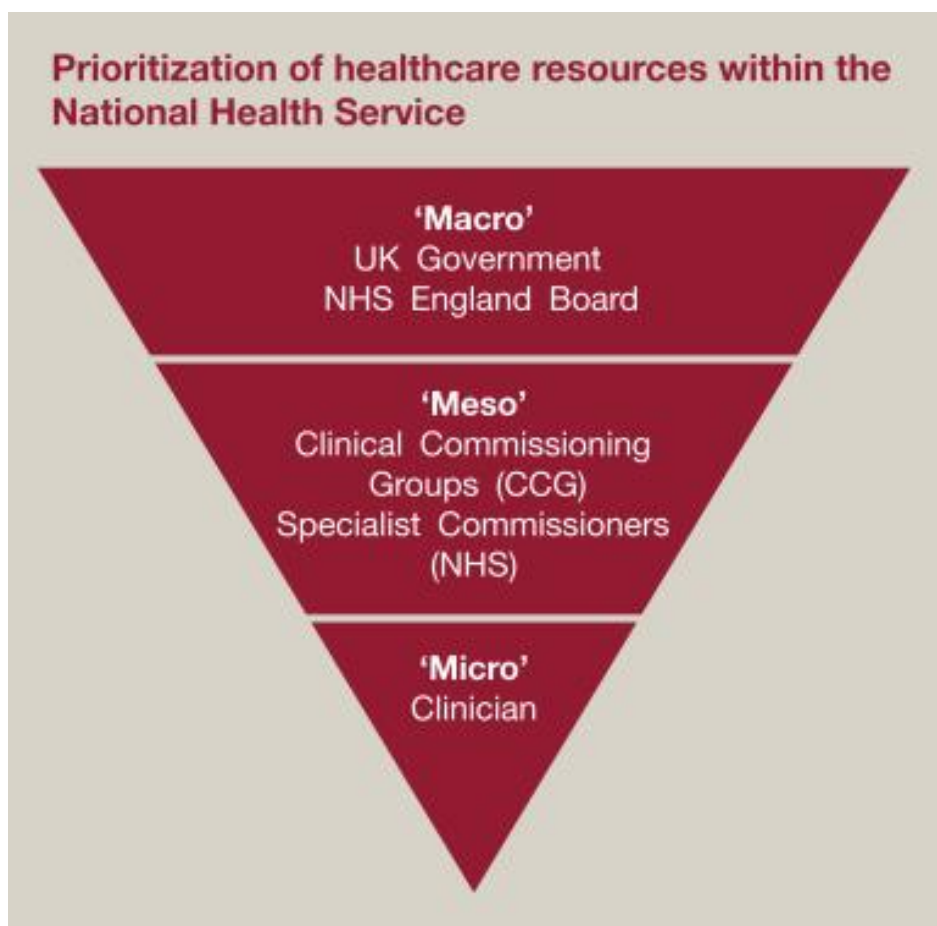 Prioritization of healthcare resources within the
National Health Service
‘Macro’
UK Government
NHS England Board
‘Meso’
Clinical Commissioning
Groups (CCG)
Specialist Commissioners
(NHS)
‘Micro’
Clinician